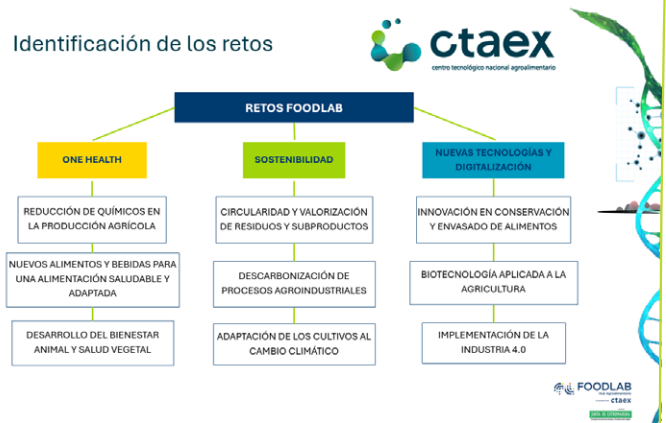 Identificación de los retos
ctaex
centro tecnológico nacional agroalimentario
RETOS FOODLAB
ONE HEALTH
SOSTENIBILIDAD
NUEVAS TECNOLOGÍAS Y
DIGITALIZACIÓN
REDUCCIÓN DE QUÍMICOS EN
LA PRODUCCIÓN AGRÍCOLA
CIRCULARIDAD Y VALORIZACIÓN
DE RESIDUOS Y SUBPRODUCTOS
INNOVACIÓN EN CONSERVACIÓN
Y ENVASADO DE ALIMENTOS
NUEVOS ALIMENTOS Y BEBIDAS PARA
UNA ALIMENTACIÓN SALUDABLE Y
ADAPTADA
DESCARBONIZACIÓN DE
PROCESOS AGROINDUSTRIALES
BIOTECNOLOGÍA APLICADA A LA
AGRICULTURA
DESARROLLO DEL BIENESTAR
ANIMAL Y SALUD VEGETAL
ADAPTACIÓN DE LOS CULTIVOS AL
CAMBIO CLIMÁTICO
IMPLEMENTACIÓN DE LA
INDUSTRIA 4.0
FOODLAB
ctaex